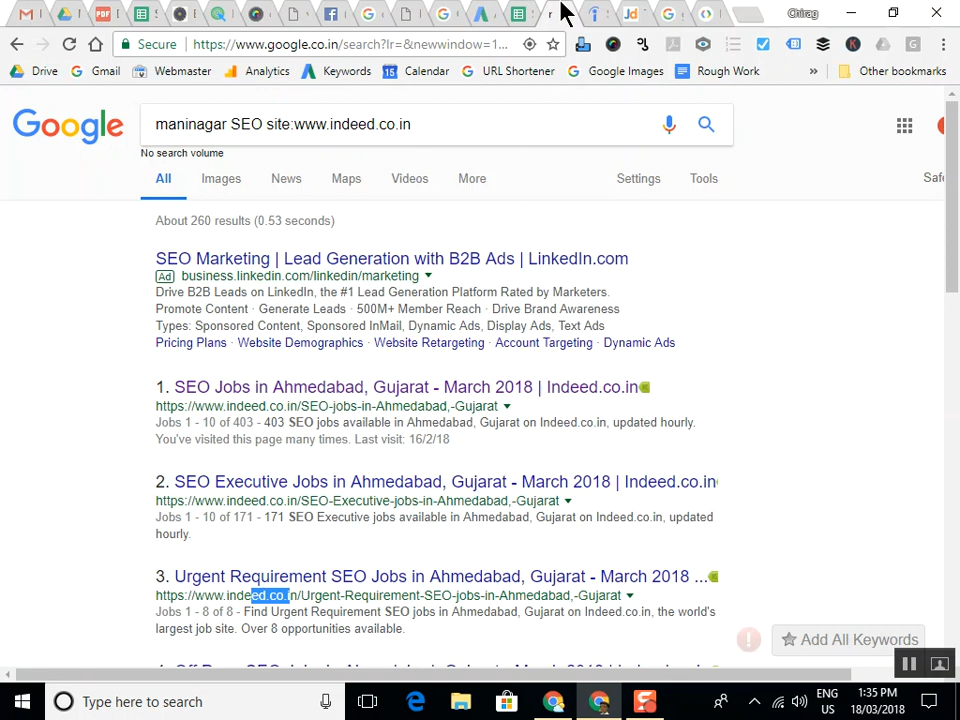 Chirag
Secure https://www.google.co.in/search?lr=&newwindow=1...
Drive Gmail Webmaster Analytics Keywords 15 Calendar URL Shortener Google Images Rough Work » Other bookmarks
Google
maninagar SEO site:www.indeed.co.in
No search volume
All Images News Maps Videos More Settings Tools
About 260 results (0.53 seconds)
SEO Marketing | Lead Generation with B2B Ads | LinkedIn.com
Ad business.linkedin.com/linkedin/marketing
Drive B2B Leads on LinkedIn, the #1 Lead Generation Platform Rated by Marketers.
Promote Content · Generate Leads · 500M+ Member Reach · Drive Brand Awareness
Types: Sponsored Content, Sponsored InMail, Dynamic Ads, Display Ads, Text Ads
Pricing Plans · Website Demographics · Website Retargeting · Account Targeting · Dynamic Ads
1. SEO Jobs in Ahmedabad, Gujarat - March 2018 | Indeed.co.in
https://www.indeed.co.in/SEO-jobs-in-Ahmedabad,-Gujarat
Jobs 1 - 10 of 403 - 403 SEO jobs available in Ahmedabad, Gujarat on Indeed.co.in, updated hourly.
You've visited this page many times. Last visit: 16/2/18
2. SEO Executive Jobs in Ahmedabad, Gujarat - March 2018 | Indeed.co.in
https://www.indeed.co.in/SEO-Executive-jobs-in-Ahmedabad,-Gujarat
Jobs 1 - 10 of 171 - 171 SEO Executive jobs available in Ahmedabad, Gujarat on Indeed.co.in, updated
hourly.
3. Urgent Requirement SEO Jobs in Ahmedabad, Gujarat - March 2018 ...
https://www.indeed.co.in/Urgent-Requirement-SEO-jobs-in-Ahmedabad,-Gujarat
Jobs 1 - 8 of 8 - Find Urgent Requirement SEO jobs in Ahmedabad, Gujarat on Indeed.co.in, the world's
largest job site. Over 8 opportunities available.
Add All Keywords
Type here to search
ENG
US
1:35 PM
18/03/2018